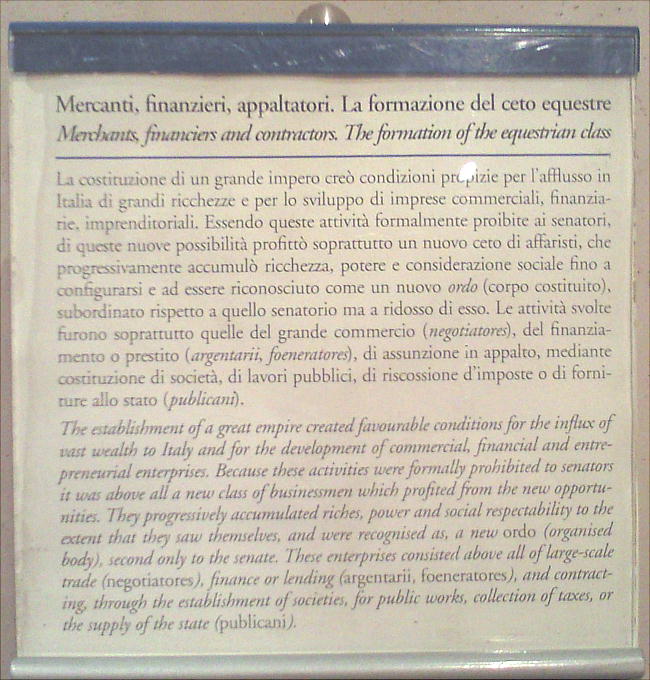 Mercanti, finanzieri, appaltatori. La formazione del ceto equestre
Merchants, financiers and contractors. The formation of the equestrian class
La costituzione di un grande impero creò condizioni propizie per l'afflusso in
Italia di grandi ricchezze e per lo sviluppo di imprese commerciali, finanzia-
rie, imprenditoriali. Essendo queste attività formalmente proibite ai senatori,
di queste nuove possibilità profittò soprattutto un nuovo ceto di affaristi, che
progressivamente accumulò ricchezza, potere e considerazione sociale fino a
configurarsi e ad essere riconosciuto come un nuovo ordo (corpo costituito),
subordinato rispetto a quello senatorio ma a ridosso di esso. Le attività svolte
furono soprattutto quelle del grande commercio (negotiatores), del finanzia-
mento o prestito (argentarii, foeneratores), di assunzione in appalto, mediante
costituzione di società, di lavori pubblici, di riscossione d'imposte o di forni-
ture allo stato (publicani).
The establishment of a great empire created favourable conditions for the influx of
vast wealth to Italy and for the development of commercial, financial and entre-
preneurial enterprises. Because these activities were formally prohibited to senators
it was above all a new class of businessmen which profited from the new opportu-
nities. They progressively accumulated riches, power and social respectability to the
extent that they saw themselves, and were recognised as, a new ordo (organised
body), second only to the senate. These enterprises consisted above all of large-scale
trade (negotiatores), finance or lending (argentarii, foeneratores), and contract-
ing, through the establishment of societies, for public works, collection of taxes, or
the supply of the state (publicani).